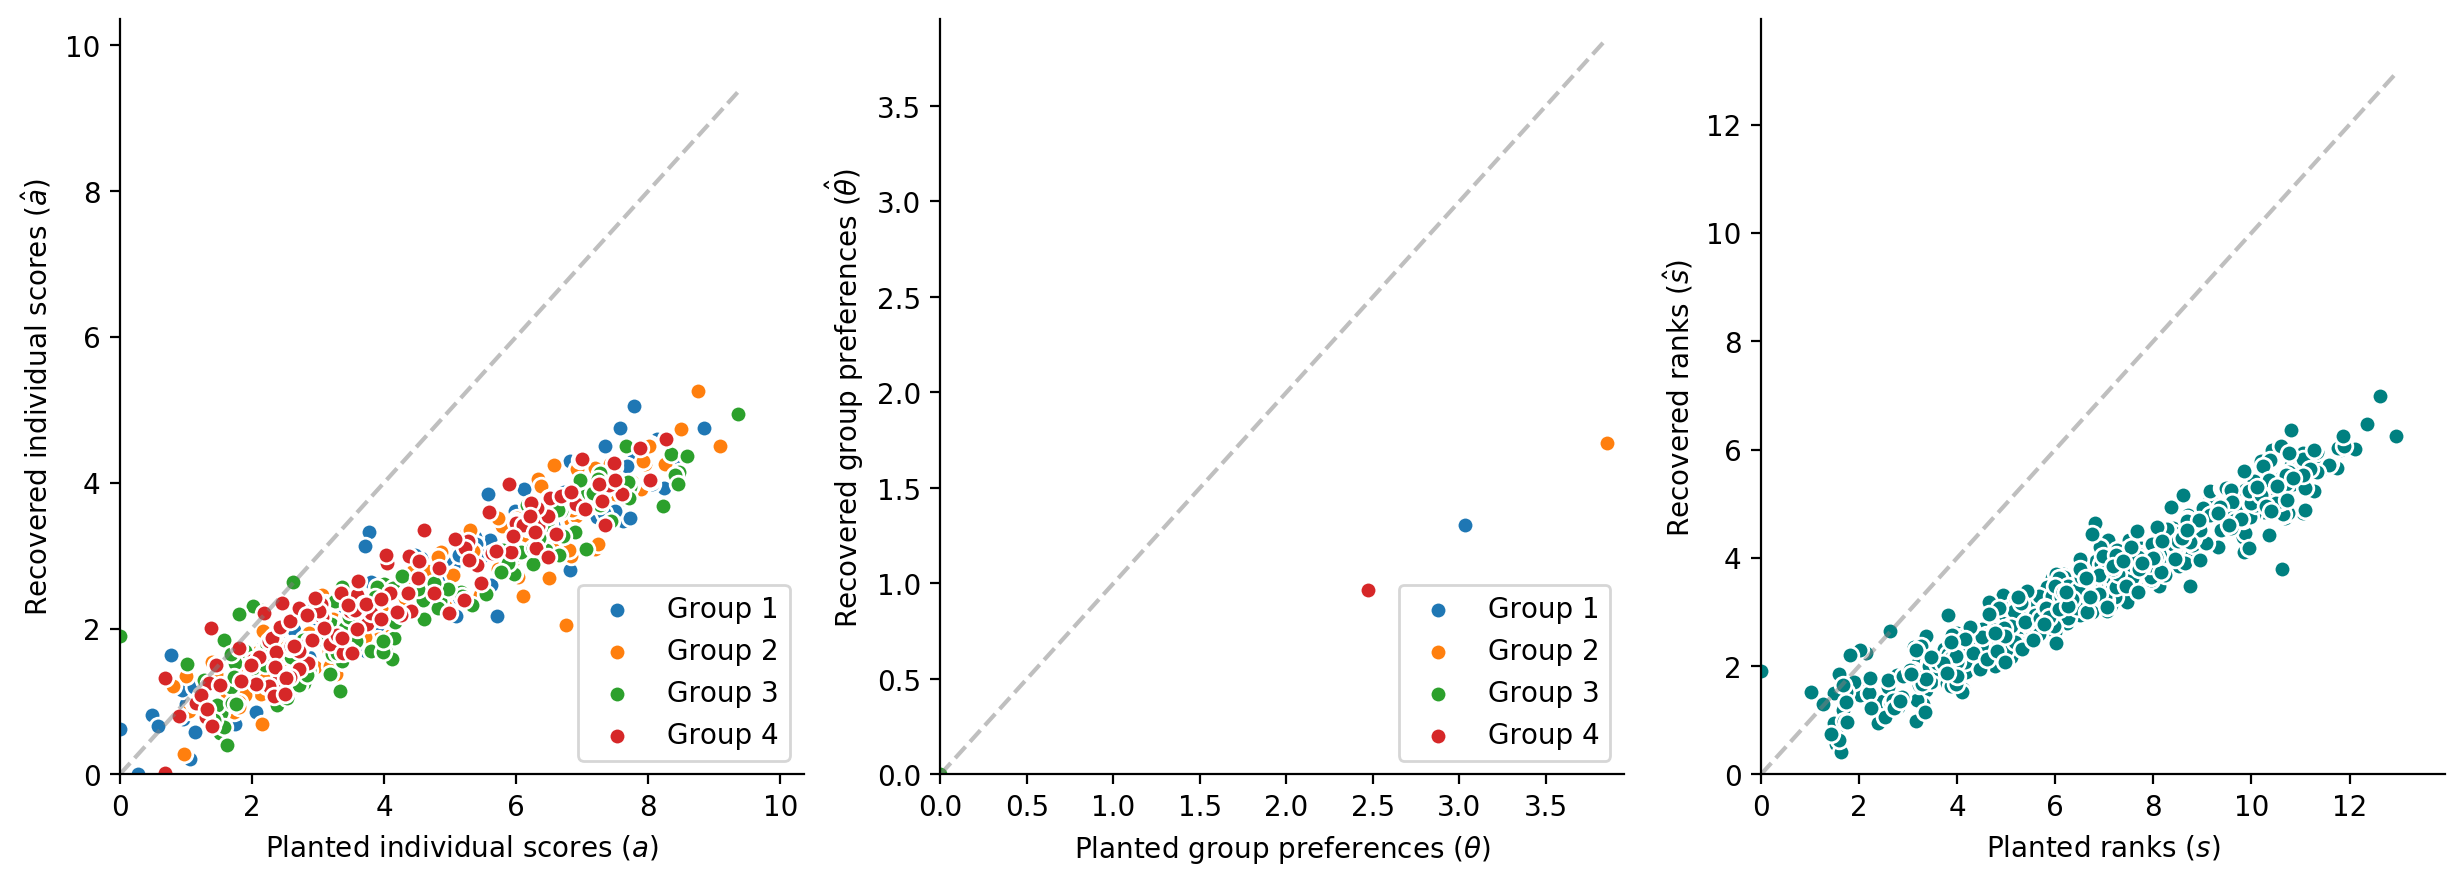 Recovered individual scores (â)
10
8
6
4
2
0
0 2 4 6 8 10
Planted individual scores (a)
Group 1
Group 2
Group 3
Group 4
Recovered group preferences (θ̂)
3.5
3.0
2.5
2.0
1.5
1.0
0.5
0.0
0.0 0.5 1.0 1.5 2.0 2.5 3.0 3.5
Planted group preferences (θ)
Group 1
Group 2
Group 3
Group 4
Recovered ranks (ŝ)
12
10
8
6
4
2
0
0 2 4 6 8 10 12
Planted ranks (s)